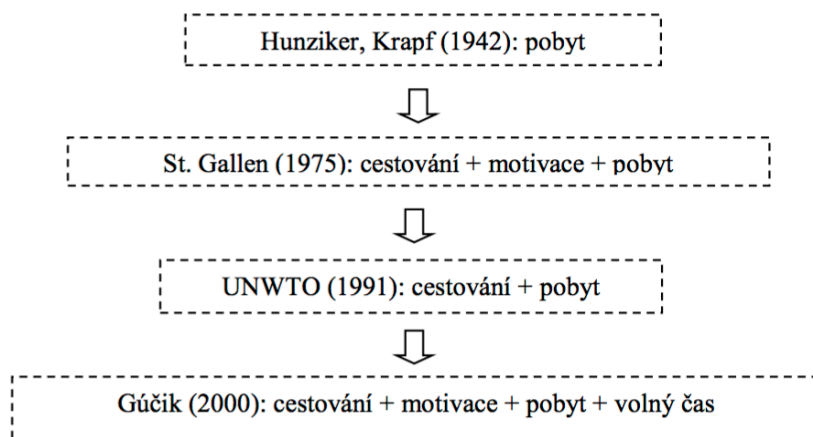 Hunziker, Krapf (1942): pobyt
St. Gallen (1975): cestování + motivace + pobyt
UNWTO (1991): cestování + pobyt
Gúčik (2000): cestování + motivace + pobyt + volný čas